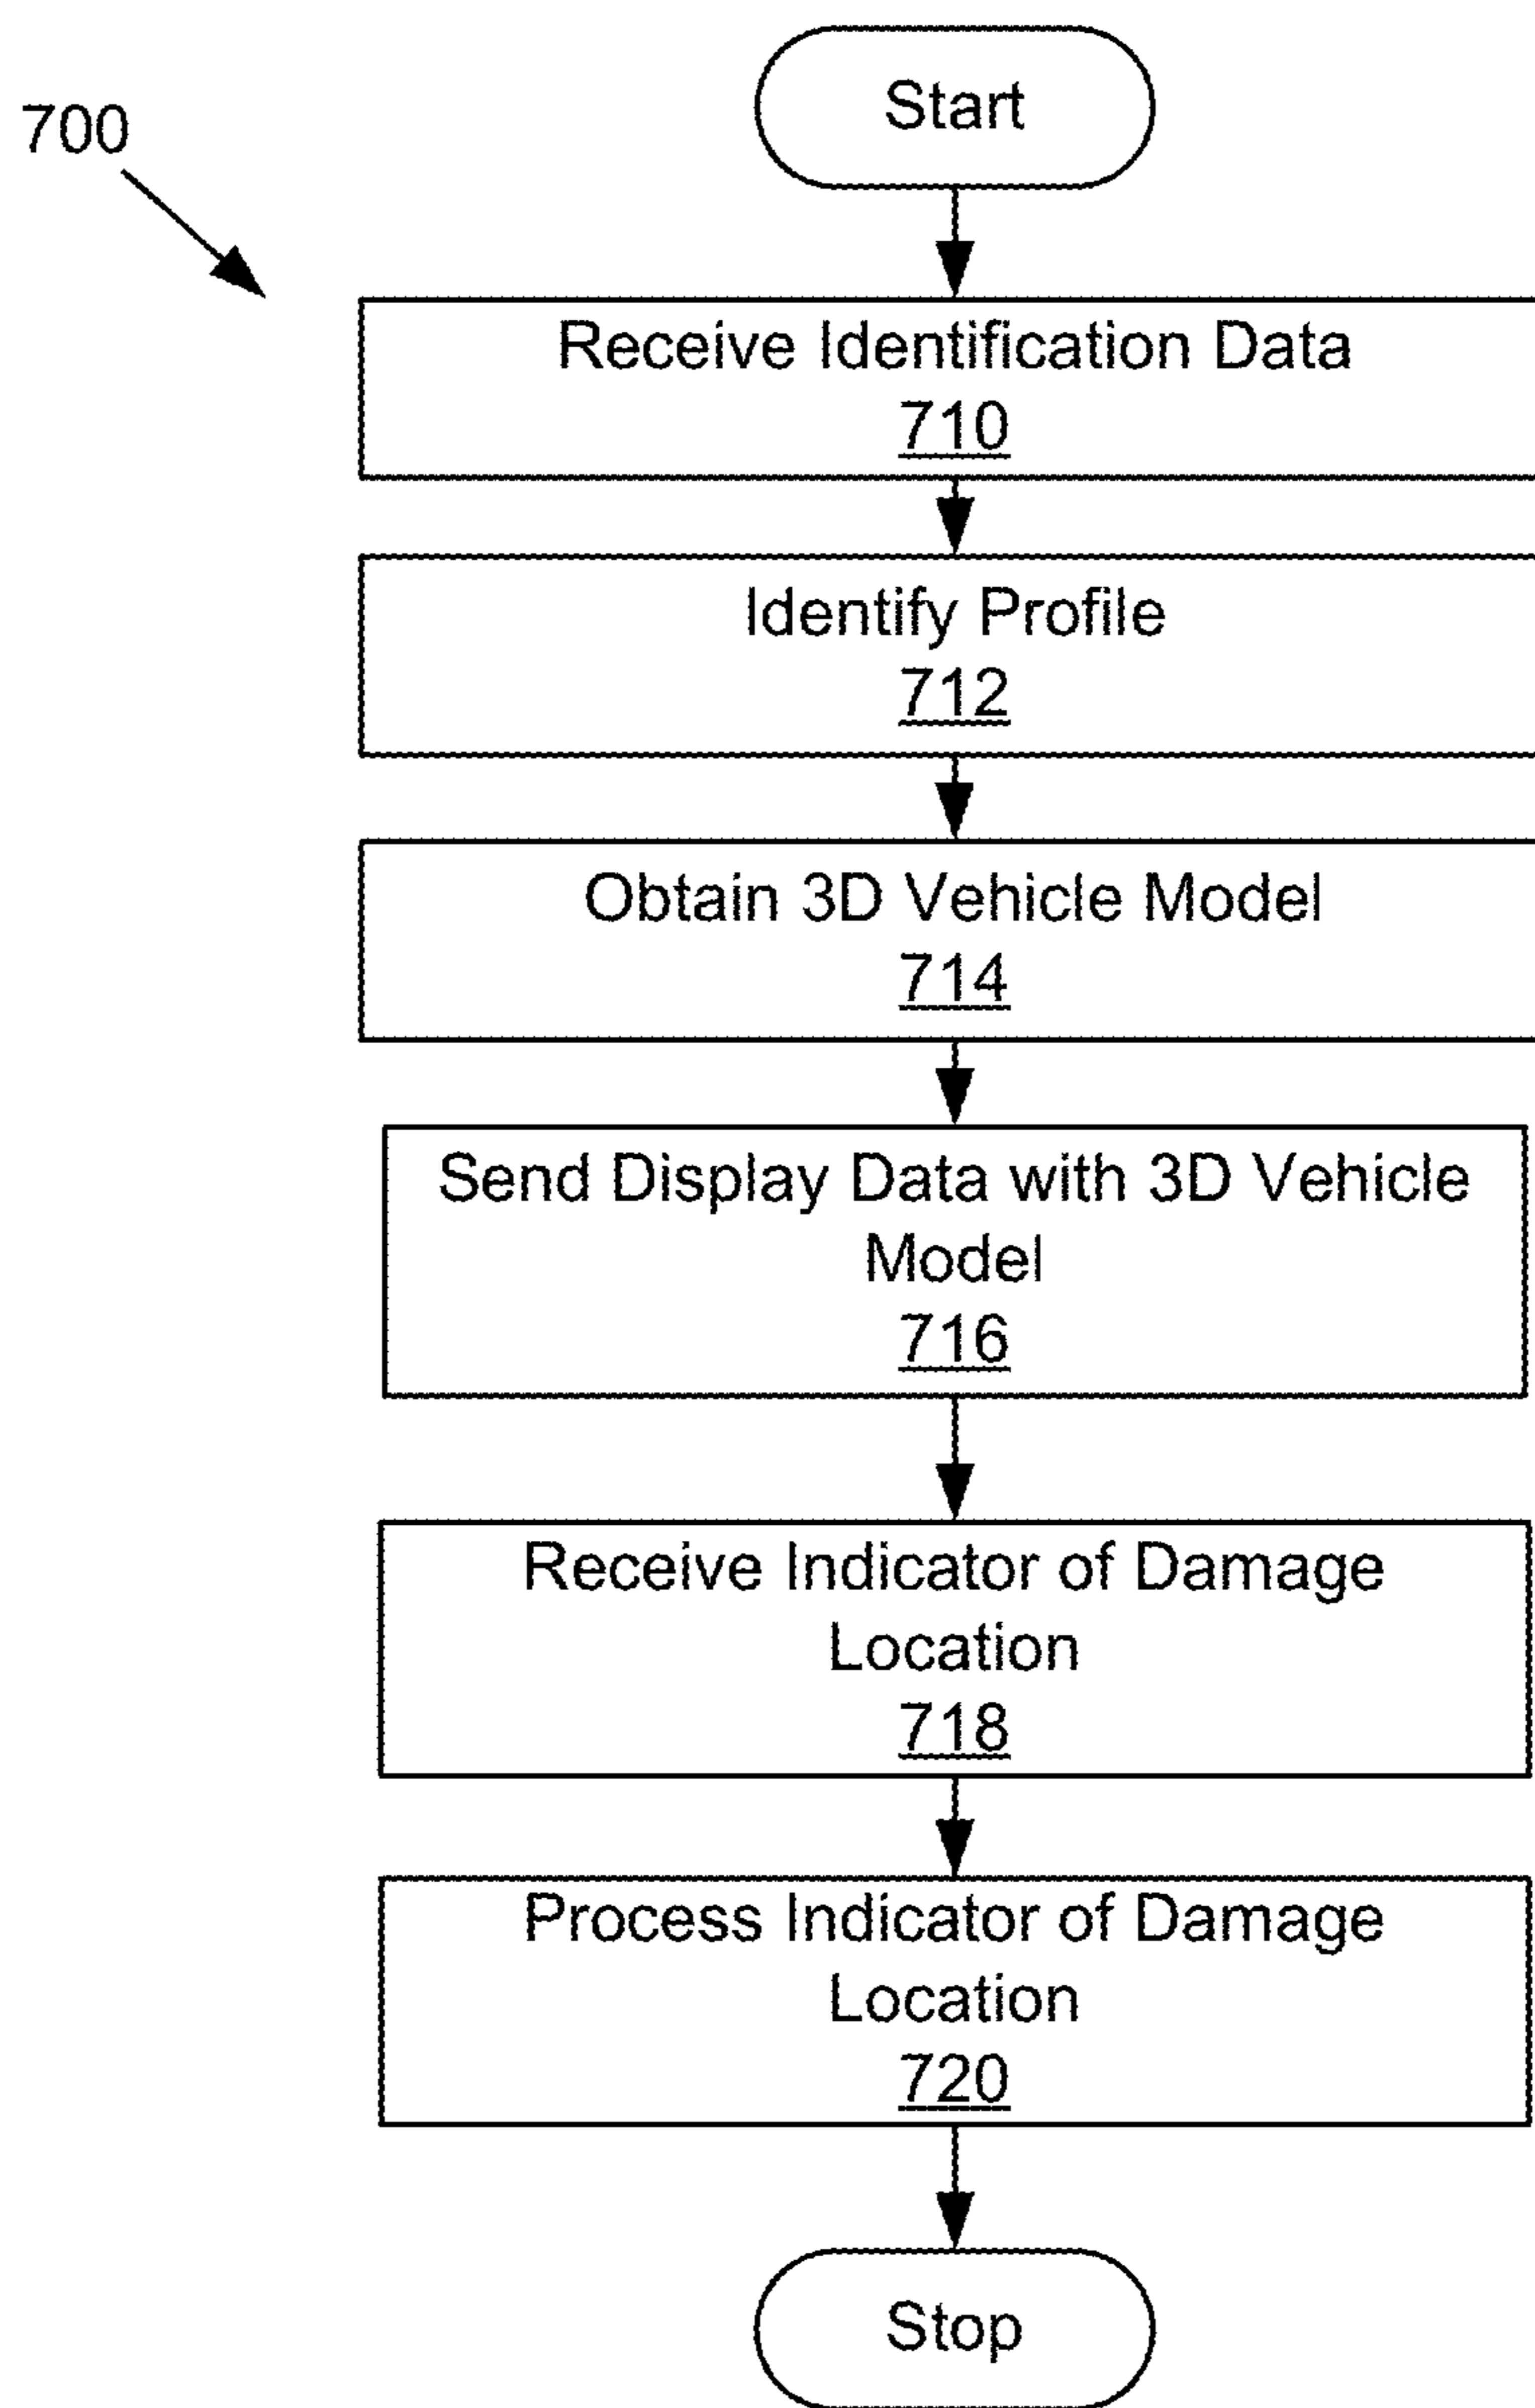 700
Start
Receive Identification Data
710
Identify Profile
712
Obtain 3D Vehicle Model
714
Send Display Data with 3D Vehicle
Model
716
Receive Indicator of Damage
Location
718
Process Indicator of Damage
Location
720
Stop